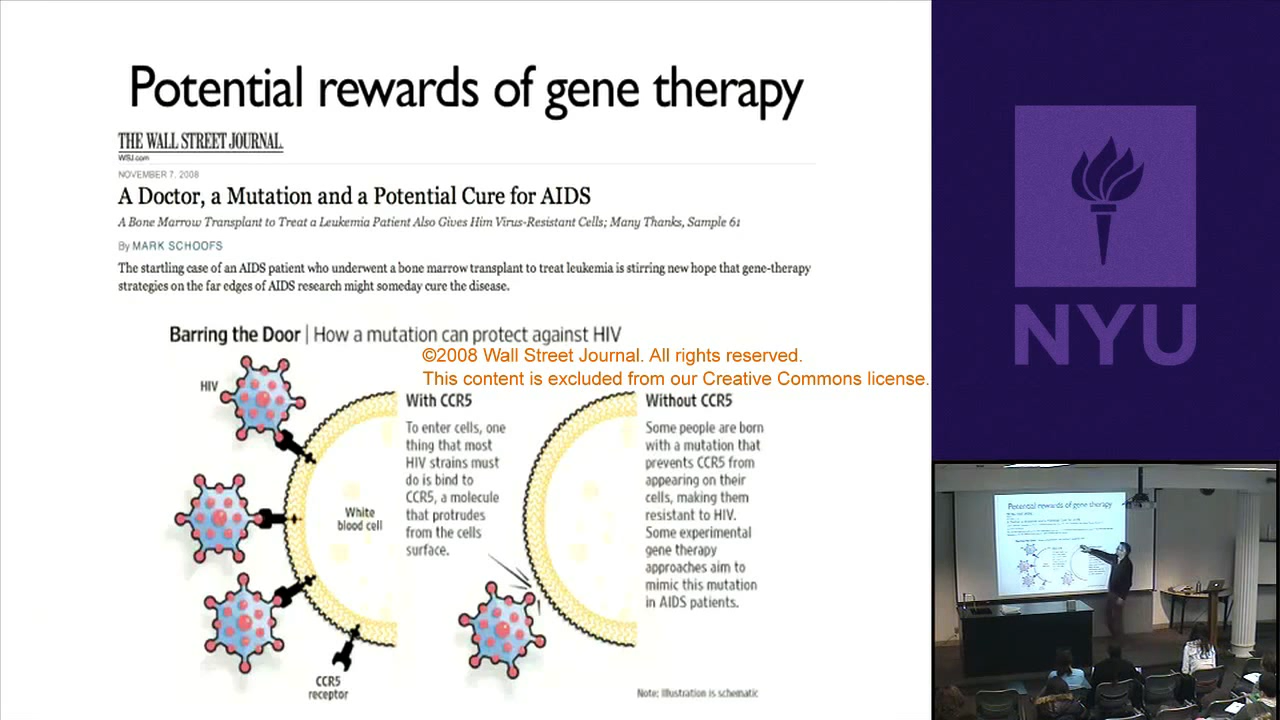 Potential rewards of gene therapy
THE WALL STREET JOURNAL.
WSJ.com
NOVEMBER 7, 2008
A Doctor, a Mutation and a Potential Cure for AIDS
A Bone Marrow Transplant to Treat a Leukemia Patient Also Gives Him Virus-Resistant Cells; Many Thanks, Sample 61
By MARK SCHOOFS
The startling case of an AIDS patient who underwent a bone marrow transplant to treat leukemia is stirring new hope that gene-therapy
strategies on the far edges of AIDS research might someday cure the disease.
Barring the Door | How a mutation can protect against HIV
©2008 Wall Street Journal. All rights reserved.
This content is excluded from our Creative Commons license.
HIV
White
blood cell
CCR5
receptor
With CCR5
To enter cells, one
thing that most
HIV strains must
do is bind to
CCR5, a molecule
that protrudes
from the cells
surface.
Without CCR5
Some people are born
with a mutation that
prevents CCR5 from
appearing on their
cells, making them
resistant to HIV.
Some experimental
gene therapy
approaches aim to
mimic this mutation
in AIDS patients.
Note: Illustration is schematic
NYU
Potential rewards of gene therapy